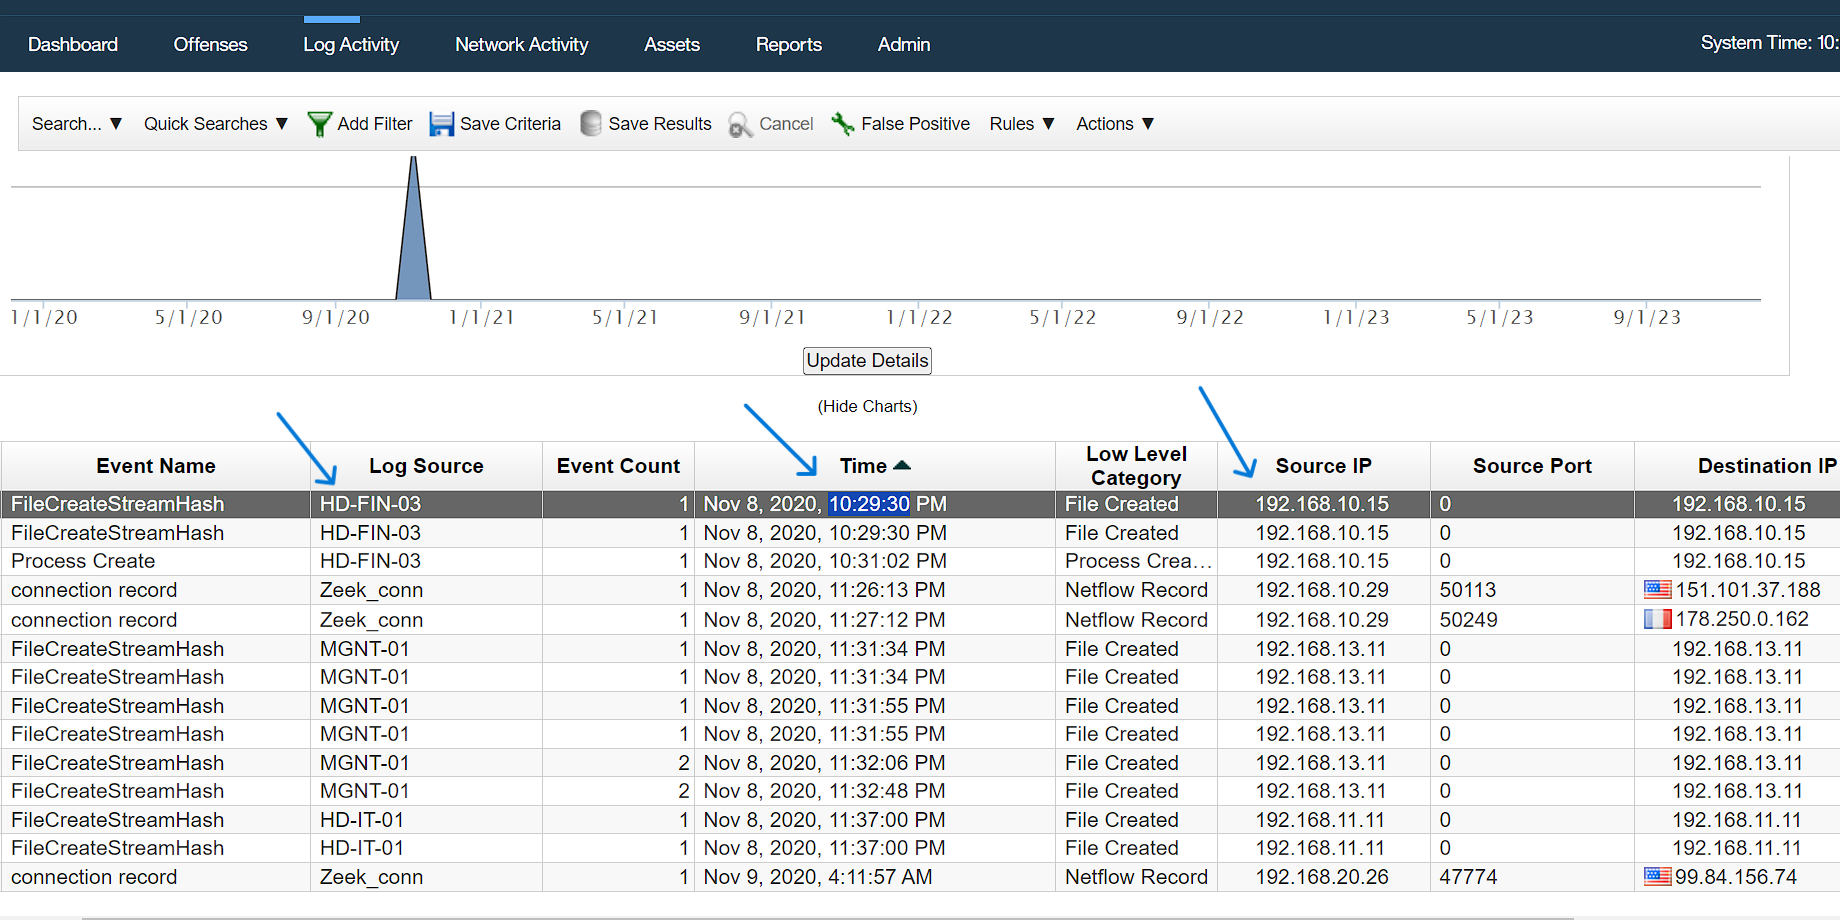 Dashboard Offenses Log Activity Network Activity Assets Reports Admin System Time: 10:
Search... ▼ Quick Searches ▼ Add Filter Save Criteria Save Results Cancel False Positive Rules ▼ Actions ▼
1/1/20 5/1/20 9/1/20 1/1/21 5/1/21 9/1/21 1/1/22 5/1/22 9/1/22 1/1/23 5/1/23 9/1/23
Update Details
(Hide Charts)
Event Name Log Source Event Count Time Low Level Category Source IP Source Port Destination IP
FileCreateStreamHash HD-FIN-03 1 Nov 8, 2020, 10:29:30 PM File Created 192.168.10.15 0 192.168.10.15
FileCreateStreamHash HD-FIN-03 1 Nov 8, 2020, 10:29:30 PM File Created 192.168.10.15 0 192.168.10.15
Process Create HD-FIN-03 1 Nov 8, 2020, 10:31:02 PM Process Crea... 192.168.10.15 0 192.168.10.15
connection record Zeek_conn 1 Nov 8, 2020, 11:26:13 PM Netflow Record 192.168.10.29 50113 151.101.37.188
connection record Zeek_conn 1 Nov 8, 2020, 11:27:12 PM Netflow Record 192.168.10.29 50249 178.250.0.162
FileCreateStreamHash MGNT-01 1 Nov 8, 2020, 11:31:34 PM File Created 192.168.13.11 0 192.168.13.11
FileCreateStreamHash MGNT-01 1 Nov 8, 2020, 11:31:34 PM File Created 192.168.13.11 0 192.168.13.11
FileCreateStreamHash MGNT-01 1 Nov 8, 2020, 11:31:55 PM File Created 192.168.13.11 0 192.168.13.11
FileCreateStreamHash MGNT-01 1 Nov 8, 2020, 11:31:55 PM File Created 192.168.13.11 0 192.168.13.11
FileCreateStreamHash MGNT-01 2 Nov 8, 2020, 11:32:06 PM File Created 192.168.13.11 0 192.168.13.11
FileCreateStreamHash MGNT-01 2 Nov 8, 2020, 11:32:48 PM File Created 192.168.13.11 0 192.168.13.11
FileCreateStreamHash HD-IT-01 1 Nov 8, 2020, 11:37:00 PM File Created 192.168.11.11 0 192.168.11.11
FileCreateStreamHash HD-IT-01 1 Nov 8, 2020, 11:37:00 PM File Created 192.168.11.11 0 192.168.11.11
connection record Zeek_conn 1 Nov 9, 2020, 4:11:57 AM Netflow Record 192.168.20.26 47774 99.84.156.74